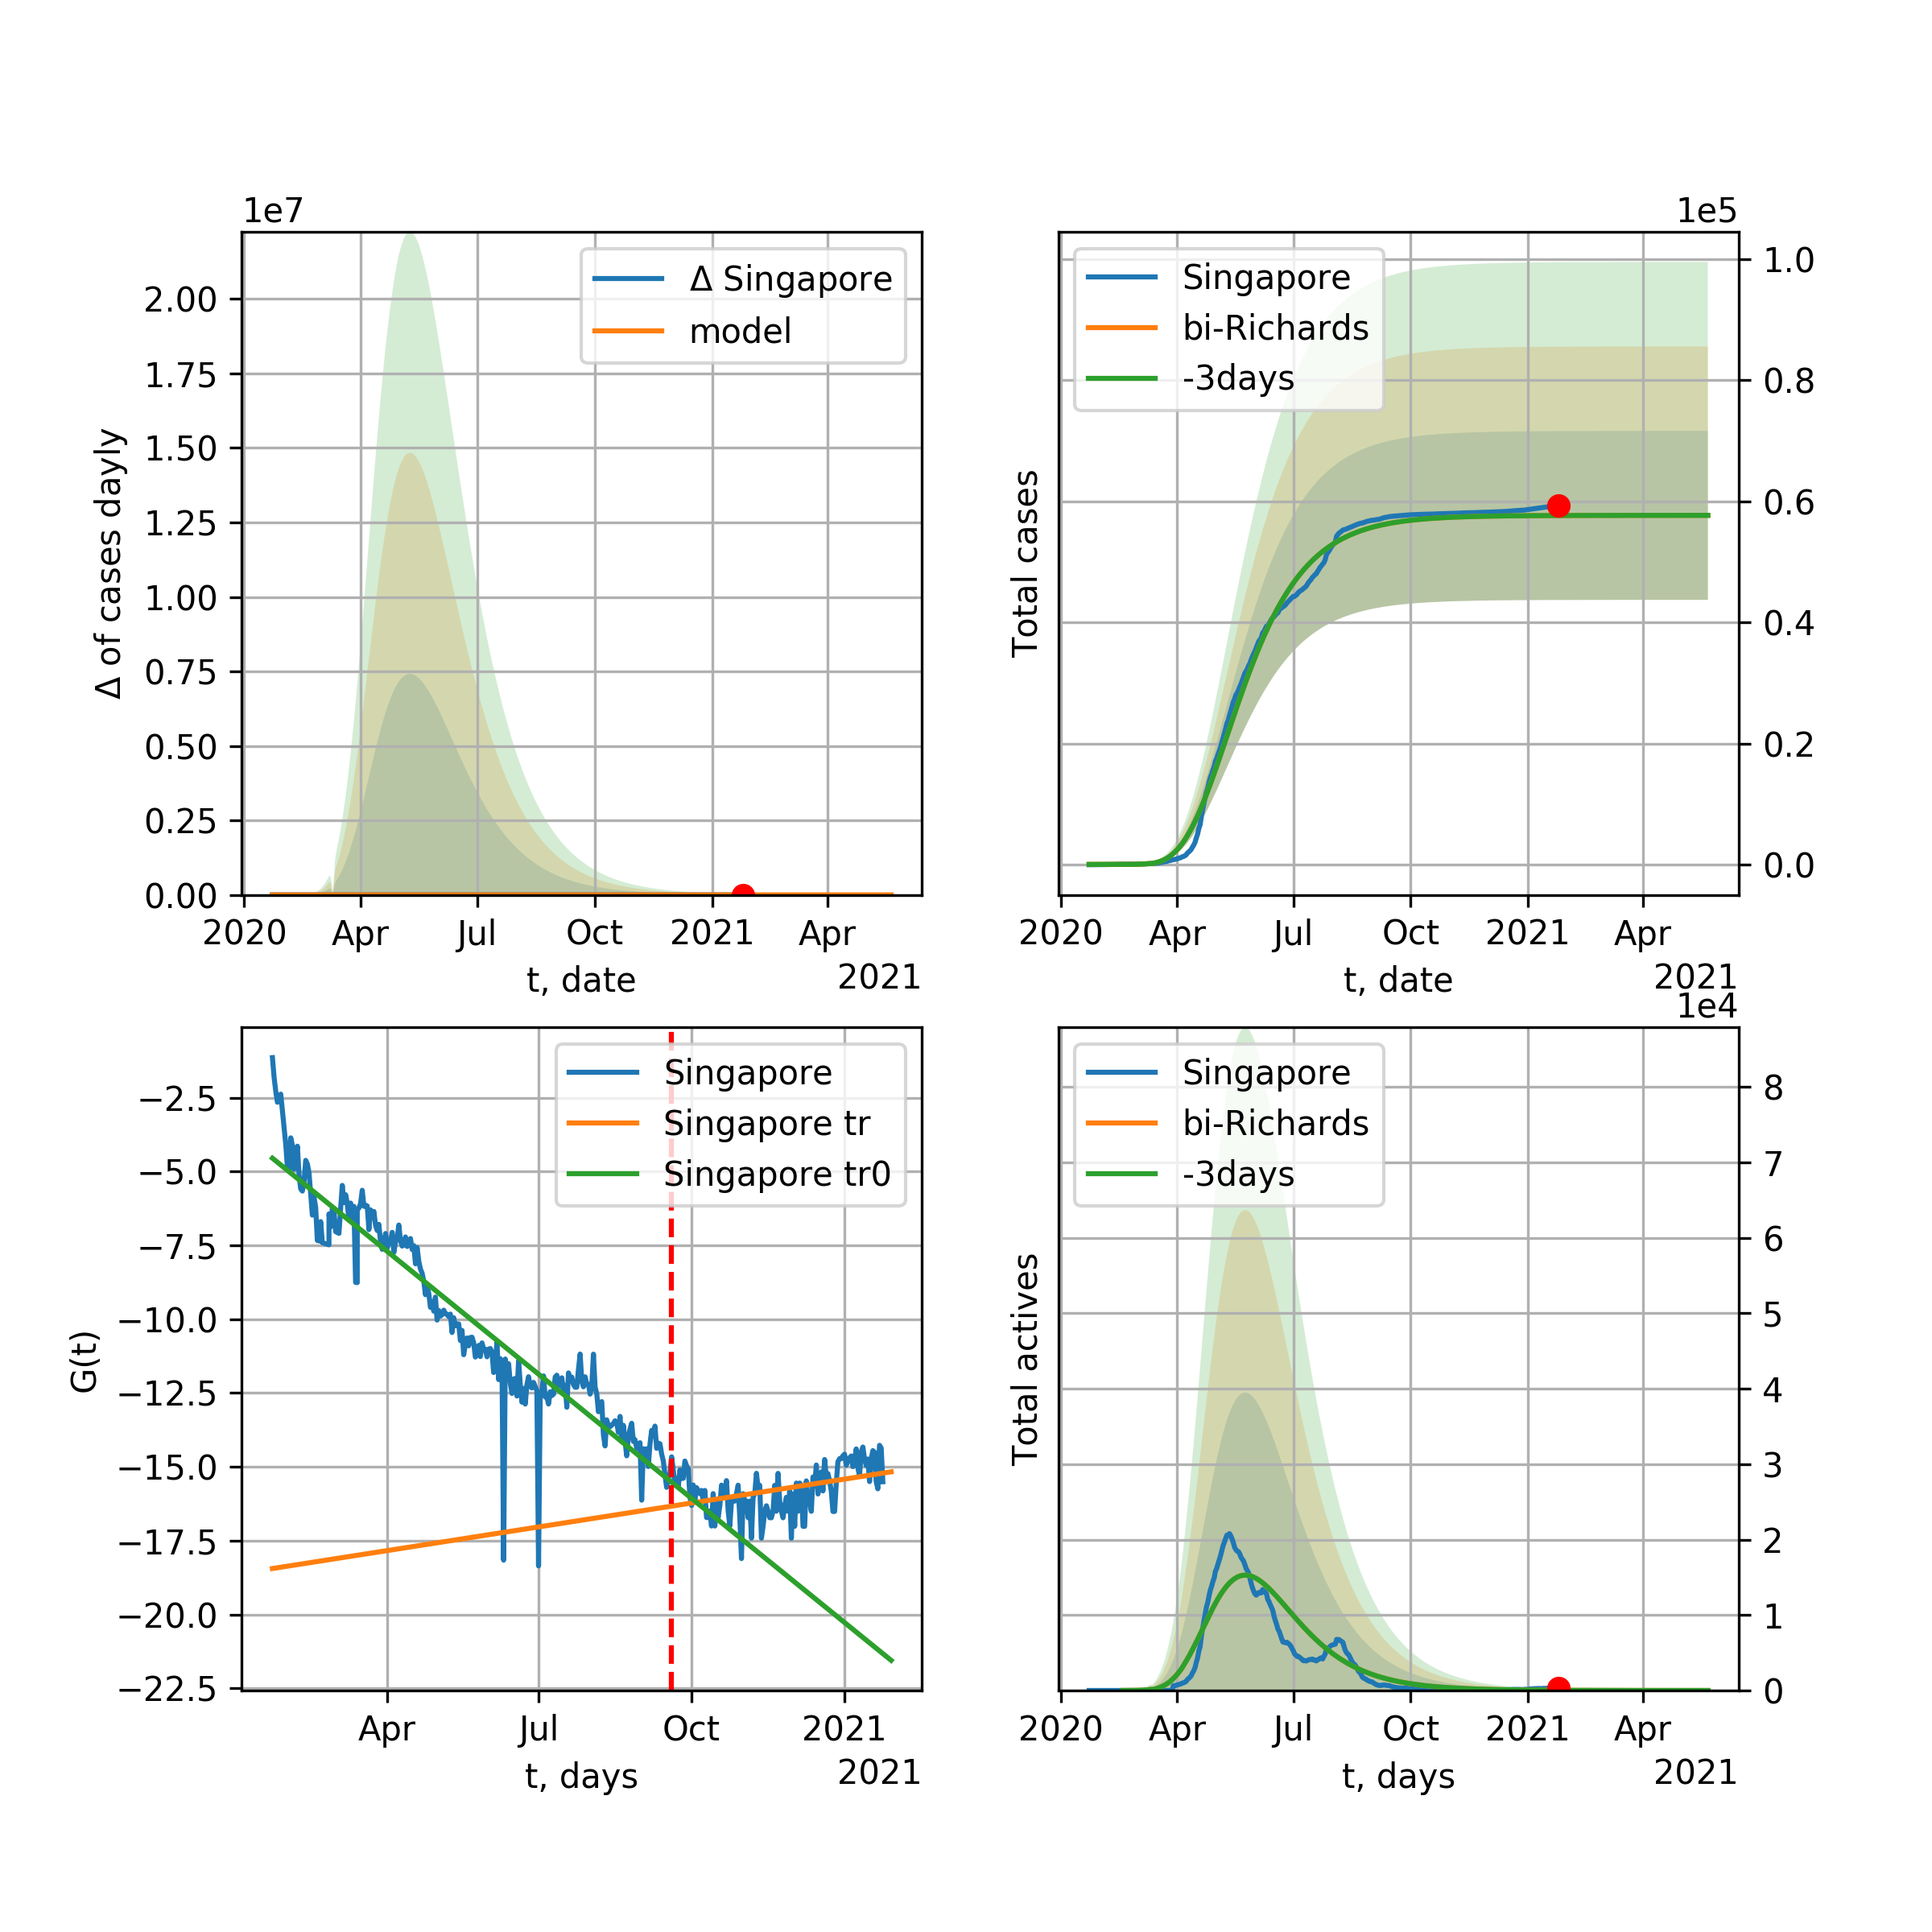 1e7
Δ of cases dayly
2.00
1.75
1.50
1.25
1.00
0.75
0.50
0.25
0.00
Δ Singapore
model
2020 Apr Jul Oct 2021 Apr
t, date
2021
1e5
Total cases
Singapore
bi-Richards
-3days
1.0
0.8
0.6
0.4
0.2
0.0
2020 Apr Jul Oct 2021 Apr
t, date
2021
G(t)
−2.5
−5.0
−7.5
−10.0
−12.5
−15.0
−17.5
−20.0
−22.5
Singapore
Singapore tr
Singapore tr0
Apr Jul Oct 2021
t, days
2021
1e4
Total actives
Singapore
bi-Richards
-3days
8
7
6
5
4
3
2
1
0
2020 Apr Jul Oct 2021 Apr
t, days
2021